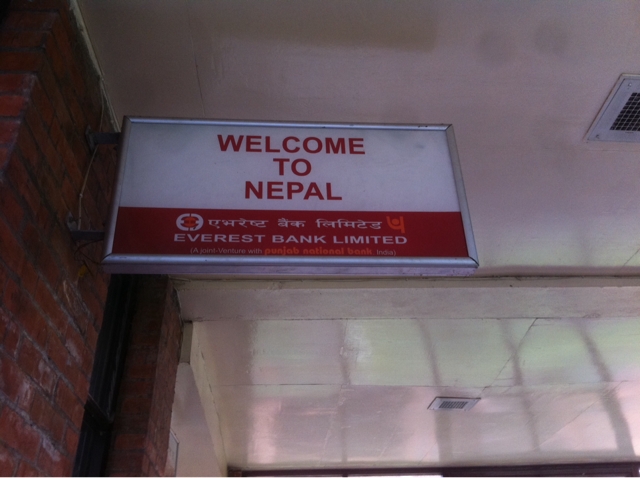 WELCOME
TO
NEPAL
एभरेष्ट बैंक लिमिटेड
EVEREST BANK LIMITED
(A joint-Venture with punjab national bank India)